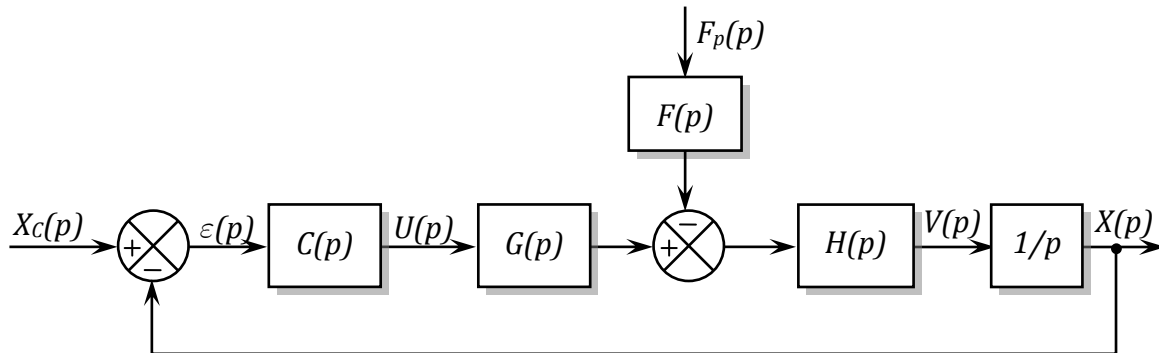 Fp(p)
F(p)
XC(p)
+
−
ε(p)
C(p)
U(p)
G(p)
+
−
H(p)
V(p)
1/p
X(p)